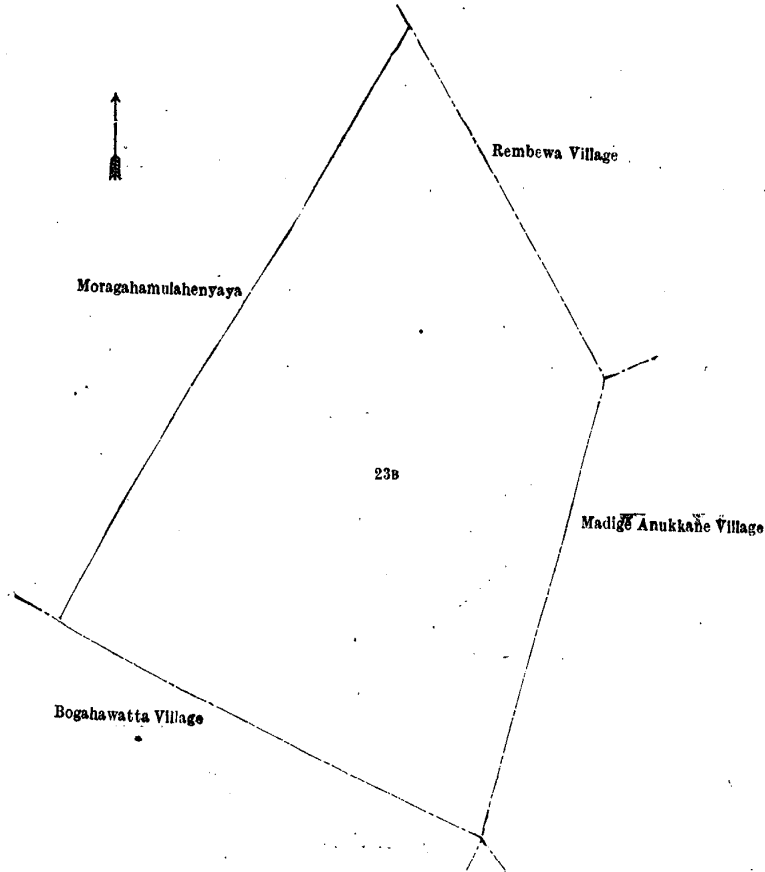 Rembewa Village
Moragahamulahenyaya
23B
Madige Anukkane Village
Bogahawatta Village